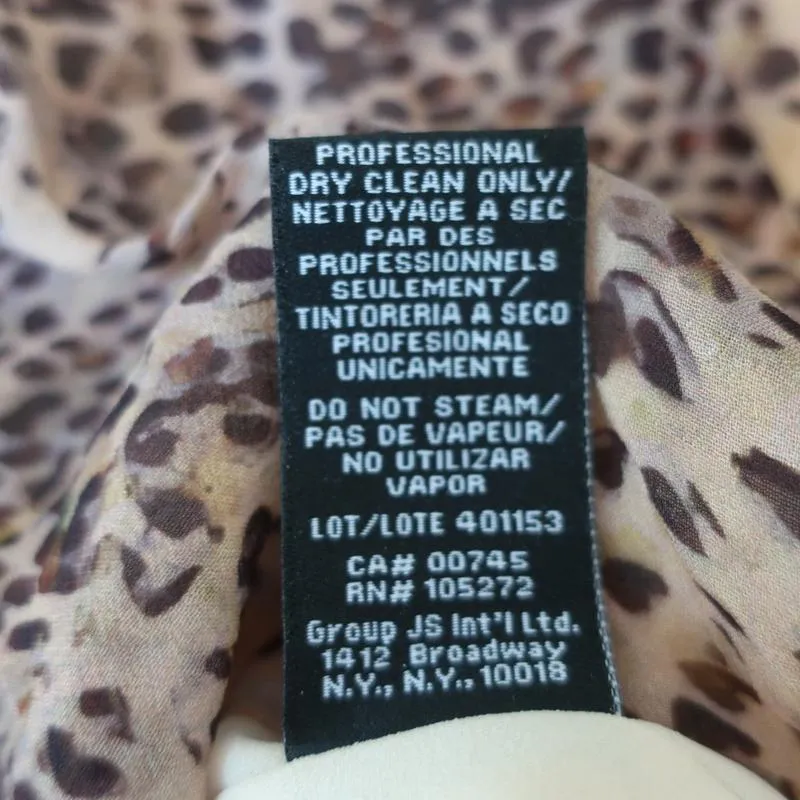 PROFESSIONAL
DRY CLEAN ONLY/
NETTOYAGE A SEC
PAR DES
PROFESSIONNELS
SEULEMENT/
TINTORERIA A SECO
PROFESIONAL
UNICAMENTE
DO NOT STEAM/
PAS DE VAPEUR/
NO UTILIZAR
VAPOR
LOT/LOTE 401153
CA# 00745
RN# 105272
Group JS Int'l Ltd.
1412 Broadway
N.Y., N.Y., 10018